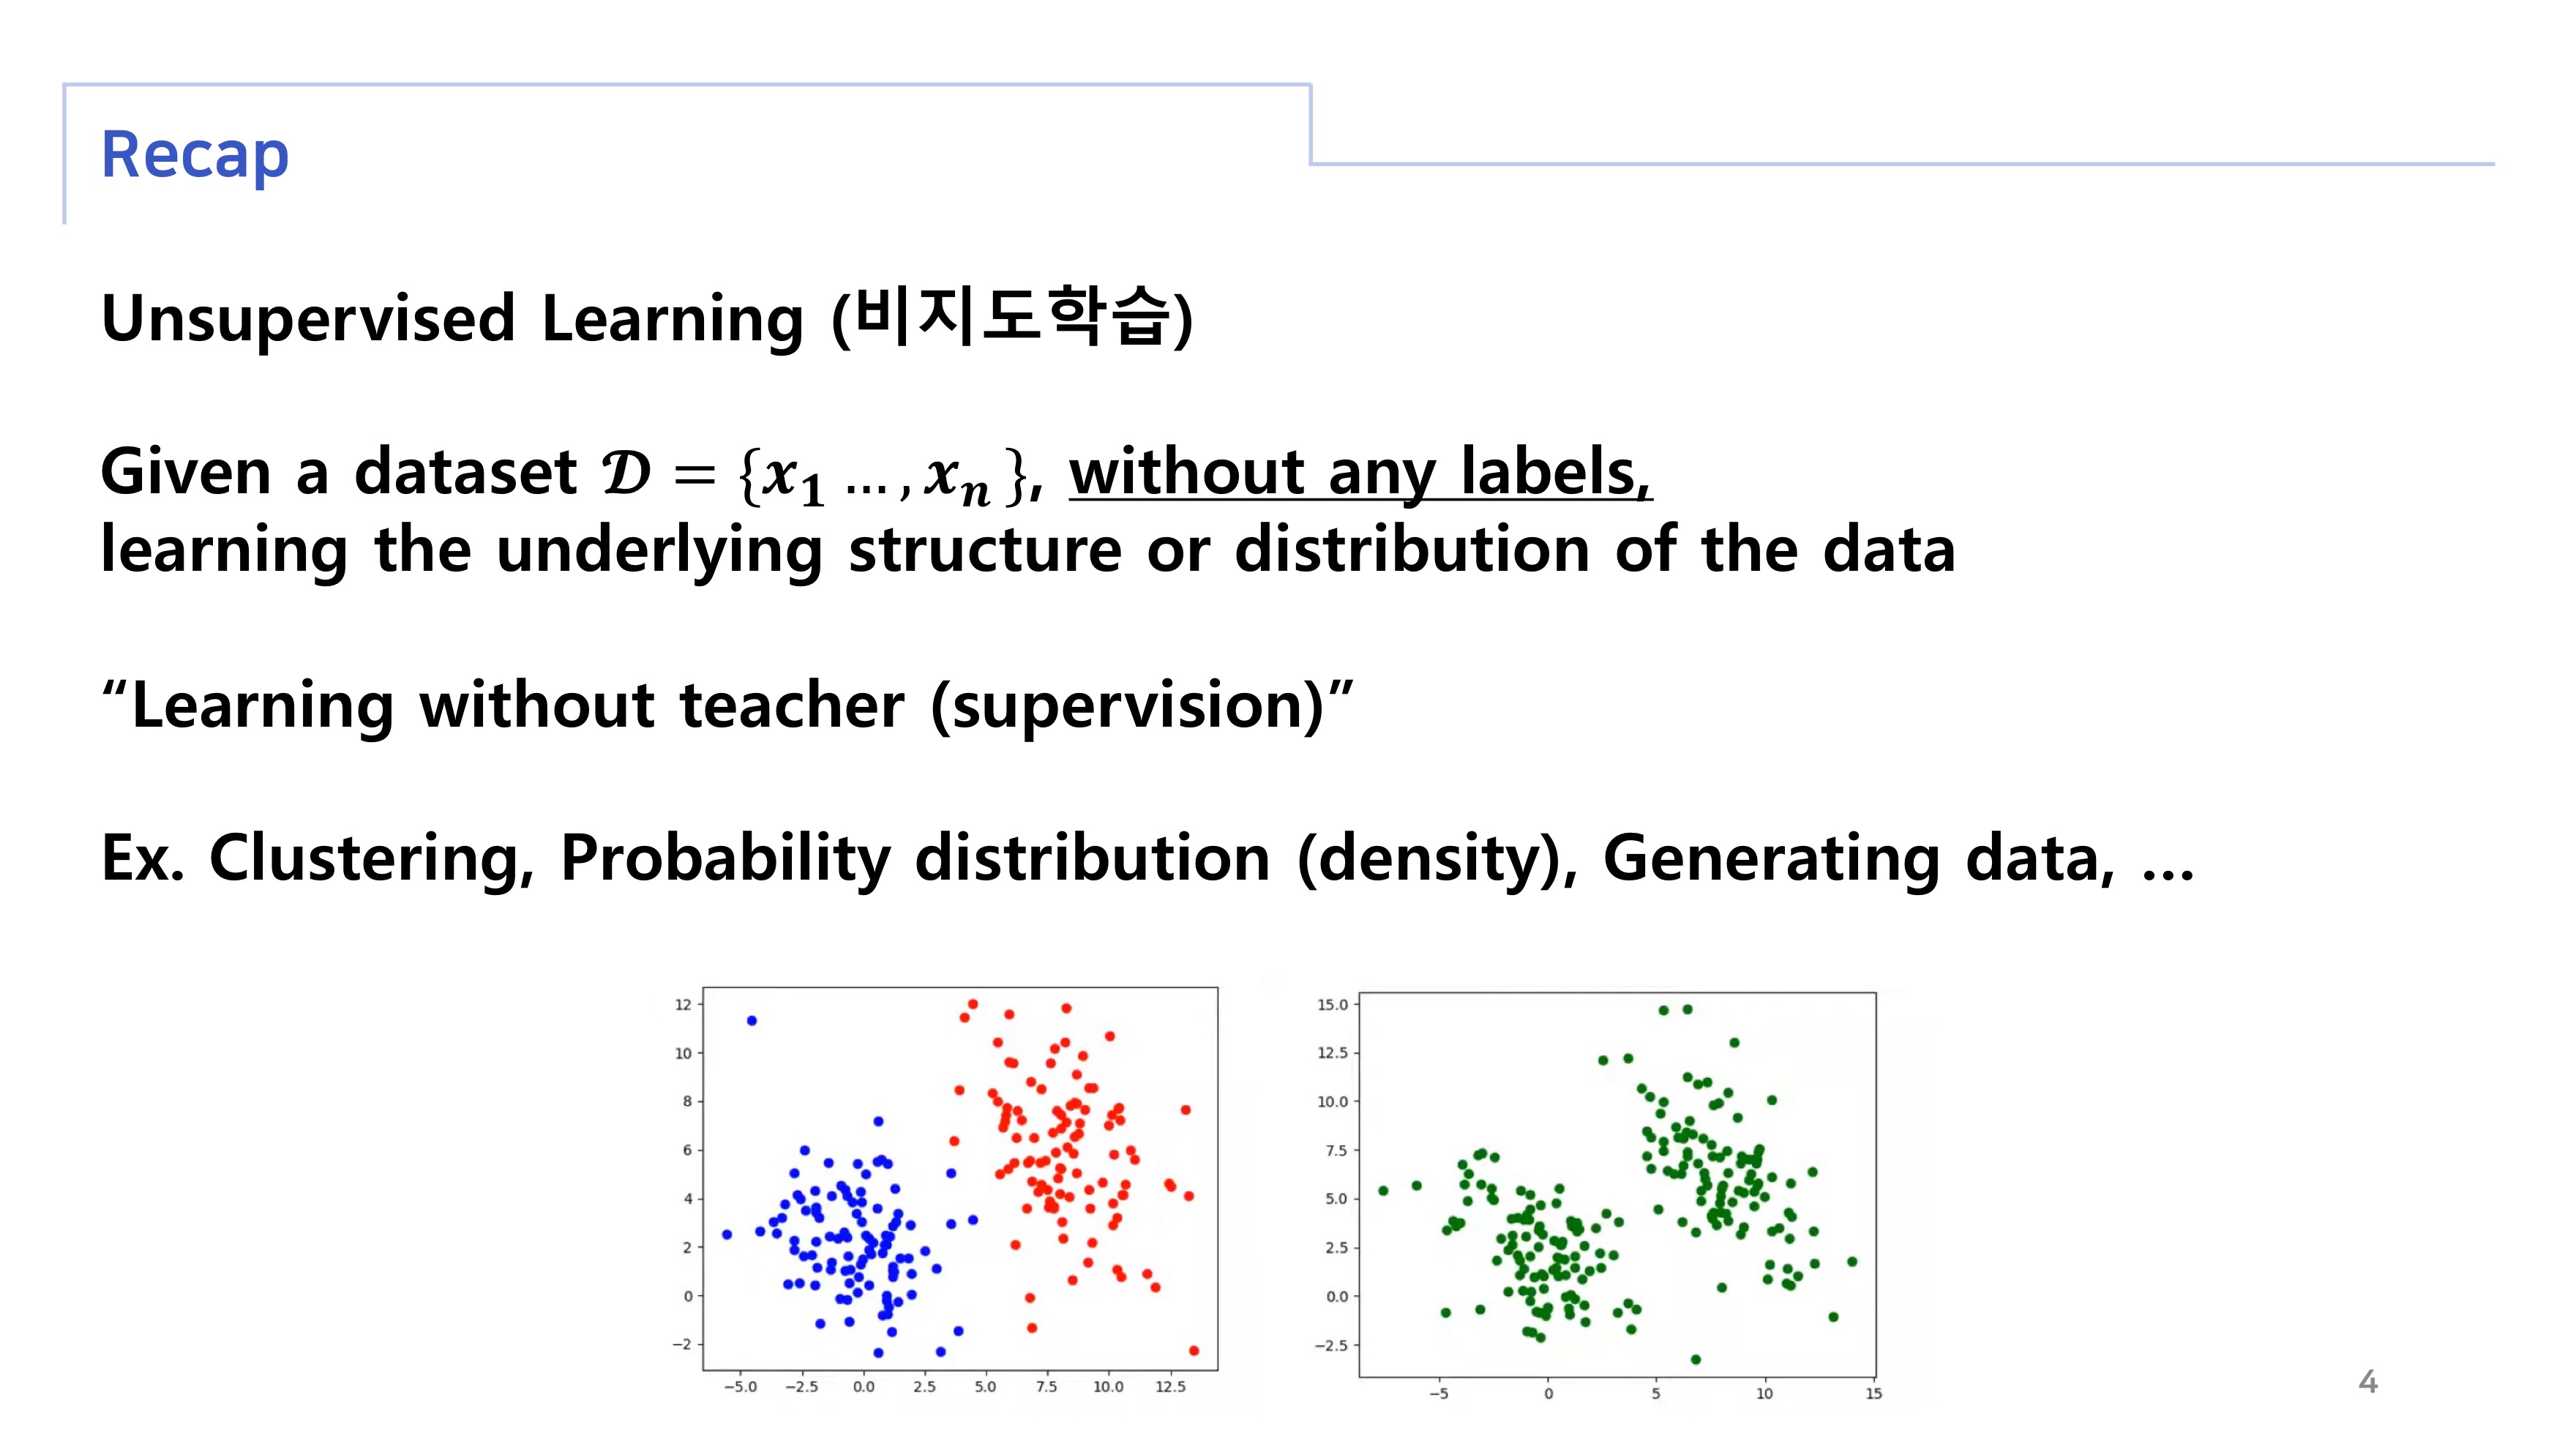 Recap
Unsupervised Learning (비지도학습)
Given a dataset 𝓓 = {x₁ … , xₙ }, without any labels,
learning the underlying structure or distribution of the data
“Learning without teacher (supervision)”
Ex. Clustering, Probability distribution (density), Generating data, …
12
10
8
6
4
2
0
−2
−5.0 −2.5 0.0 2.5 5.0 7.5 10.0 12.5
15.0
12.5
10.0
7.5
5.0
2.5
0.0
−2.5
−5 0 5 10 15
4